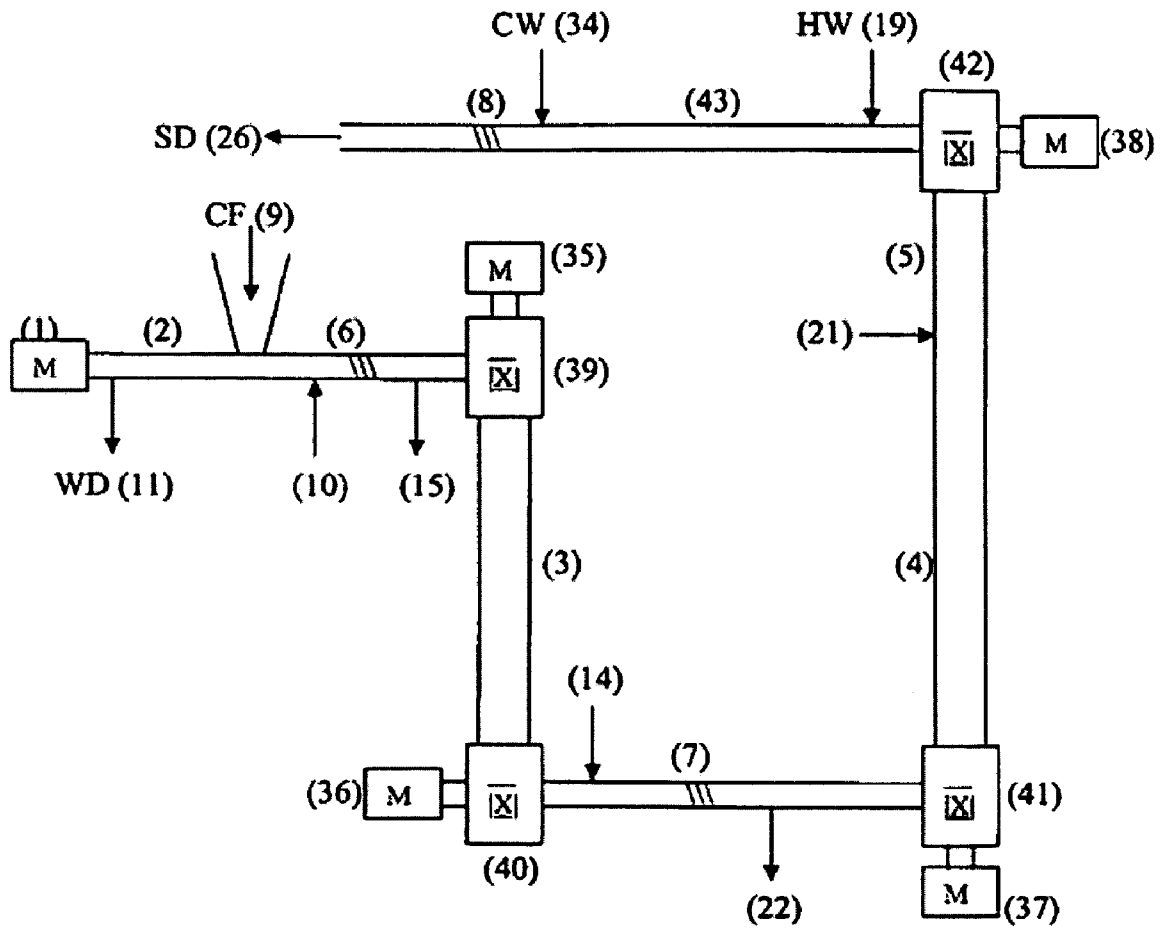 CW (34) HW (19)
(42)
(8) (43)
SD (26) X M (38)
CF (9)
M (35) (5)
(1) (2) (6) (21)
M X (39)
WD (11) (10) (15)
(3) (4)
(14)
(7)
(36) M X X (41)
(40)
M
(22) (37)